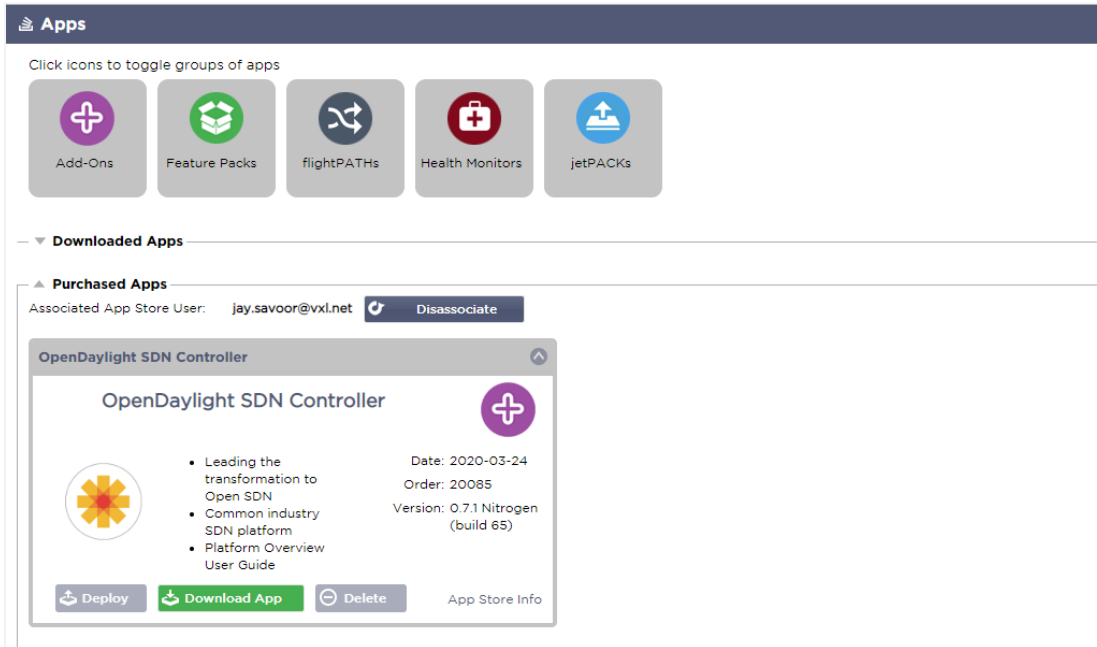 Apps
Click icons to toggle groups of apps
Add-Ons
Feature Packs
flightPATHs
Health Monitors
jetPACKs
Downloaded Apps
Purchased Apps
Associated App Store User: jay.savoor@vxl.net Disassociate
OpenDaylight SDN Controller
OpenDaylight SDN Controller
• Leading the
transformation to
Open SDN
• Common industry
SDN platform
• Platform Overview
User Guide
Date: 2020-03-24
Order: 20085
Version: 0.7.1 Nitrogen
(build 65)
Deploy
Download App
Delete
App Store Info